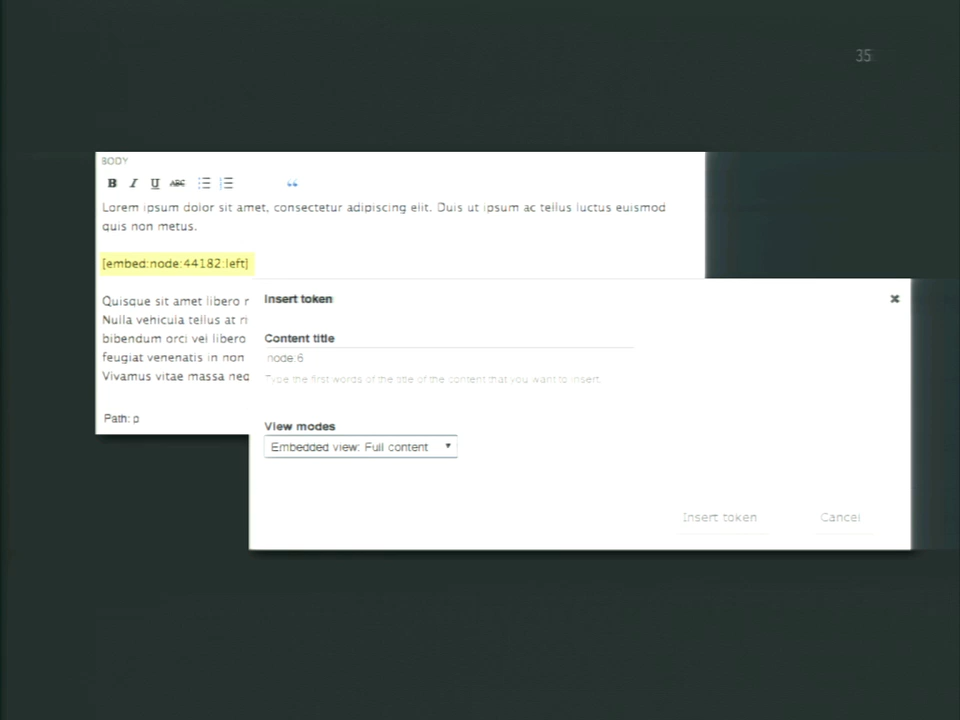 35
BODY
B I U ABC “
Lorem ipsum dolor sit amet, consectetur adipiscing elit. Duis ut ipsum ac tellus luctus euismod
quis non metus.
[embed:node:44182:left]
Quisque sit amet libero
Nulla vehicula tellus at ri
bibendum orci vel libero
feugiat venenatis in non
Vivamus vitae massa neq
Path: p
Insert token
✖
Content title
node:6
Type the first words of the title of the content that you want to insert.
View modes
Embedded view: Full content
Insert token Cancel